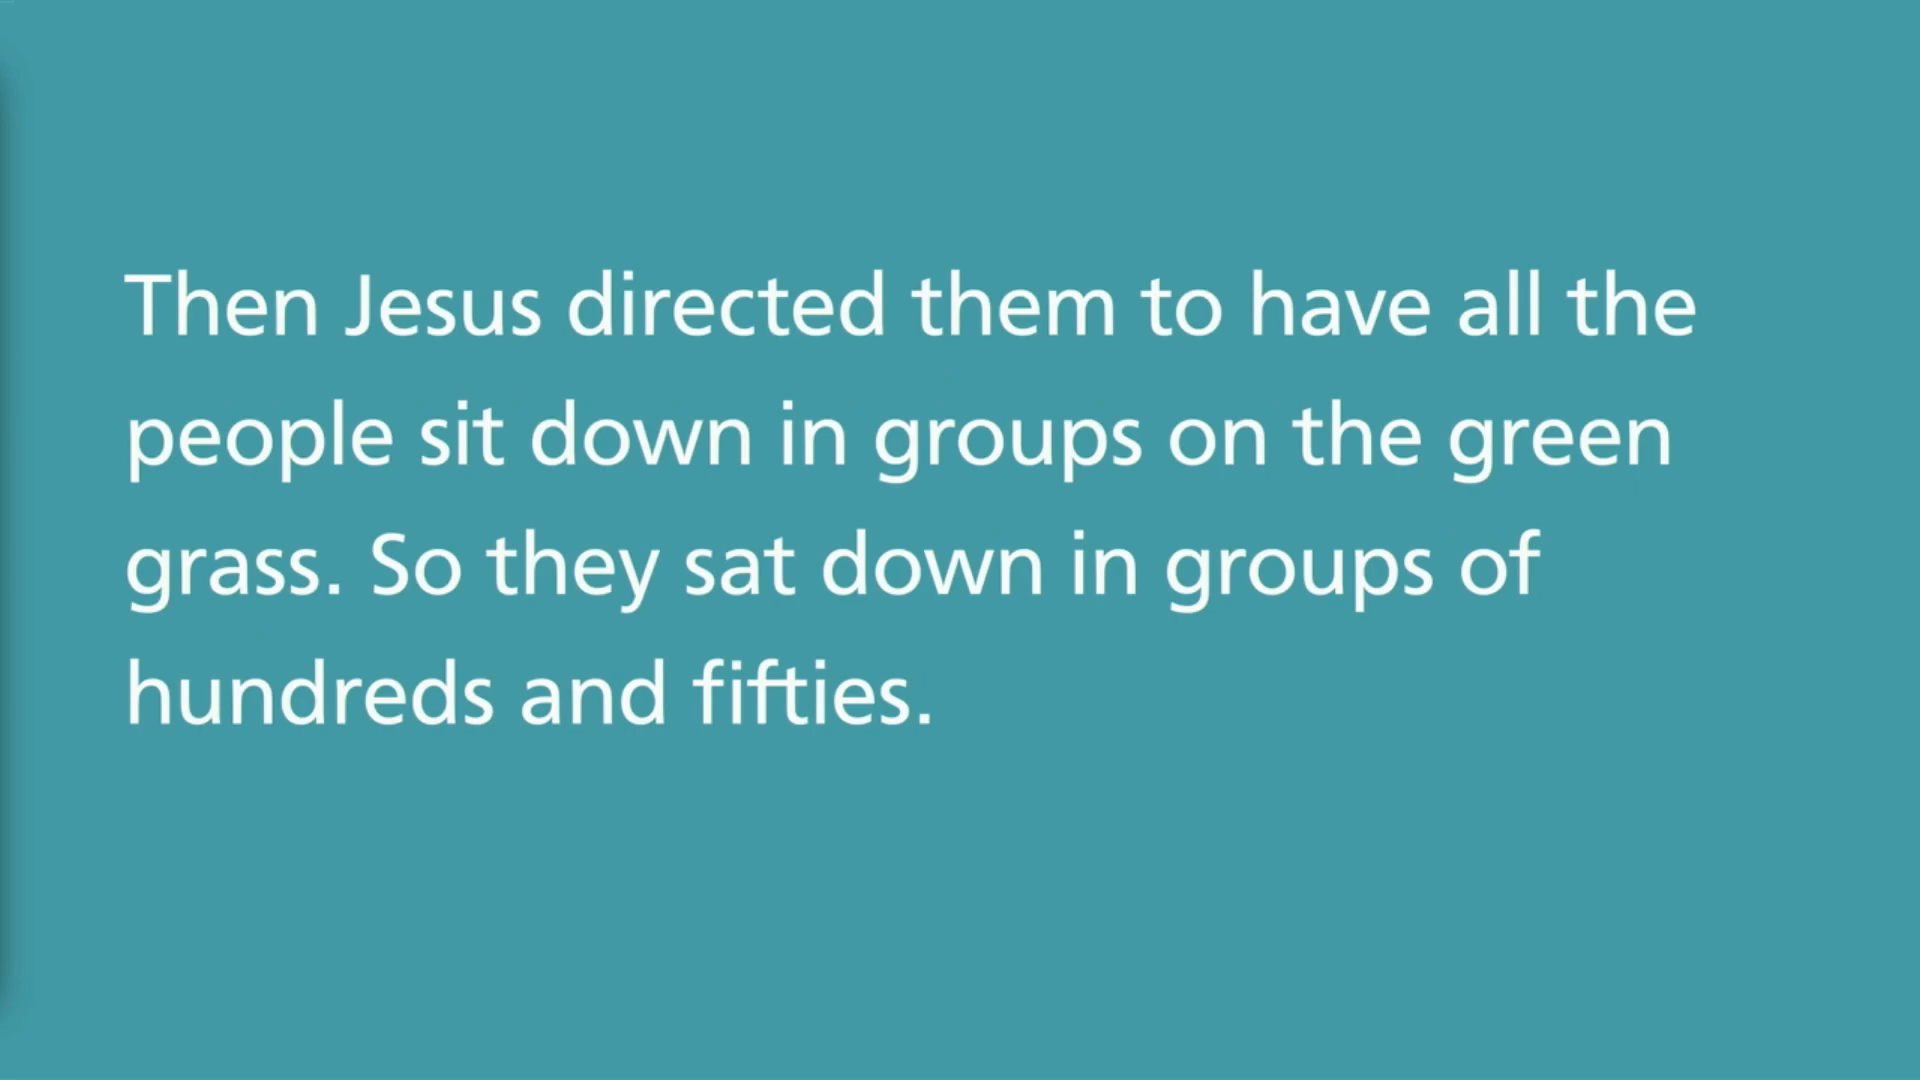 Then Jesus directed them to have all the
people sit down in groups on the green
grass. So they sat down in groups of
hundreds and fifties.